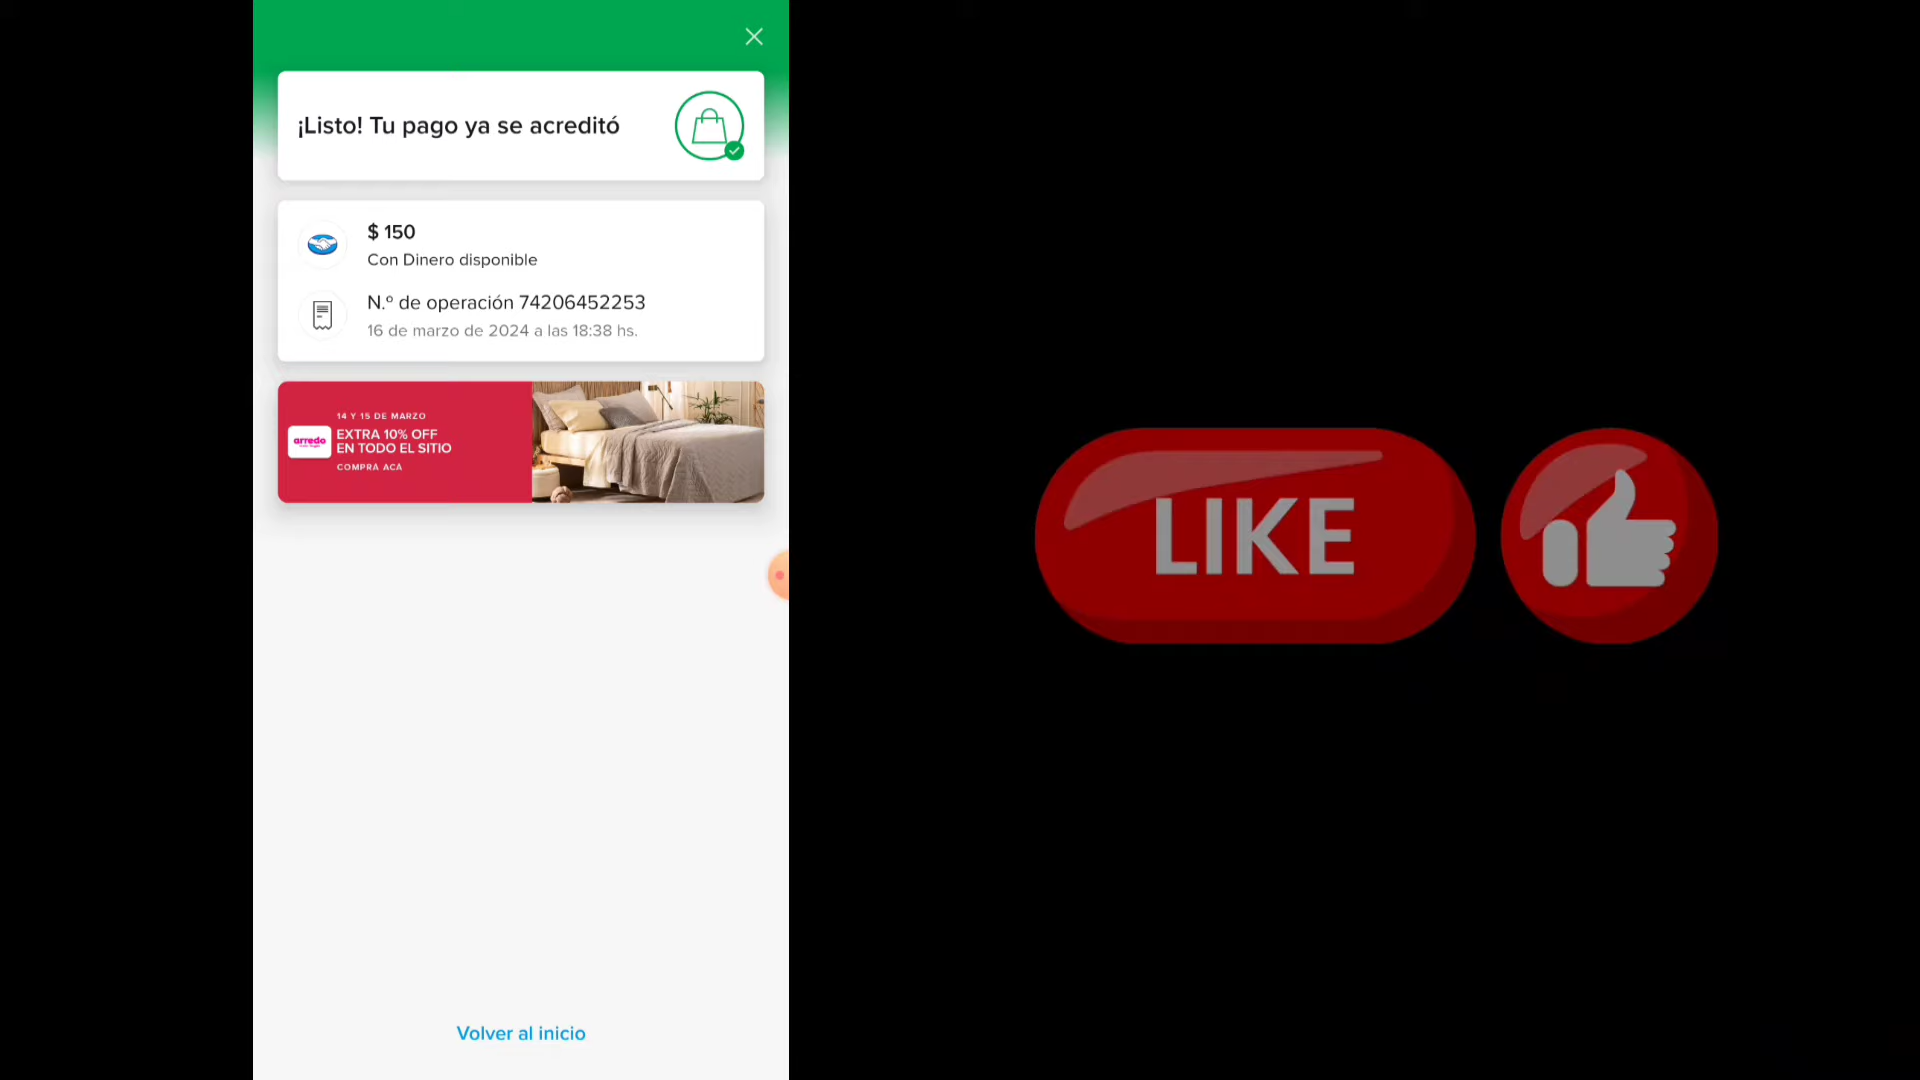 ¡Listo! Tu pago ya se acreditó
$ 150
Con Dinero disponible
N.º de operación 74206452253
16 de marzo de 2024 a las 18:38 hs.
14 Y 15 DE MARZO
arredo
EXTRA 10% OFF
EN TODO EL SITIO
COMPRÁ ACÁ
Volver al inicio
LIKE